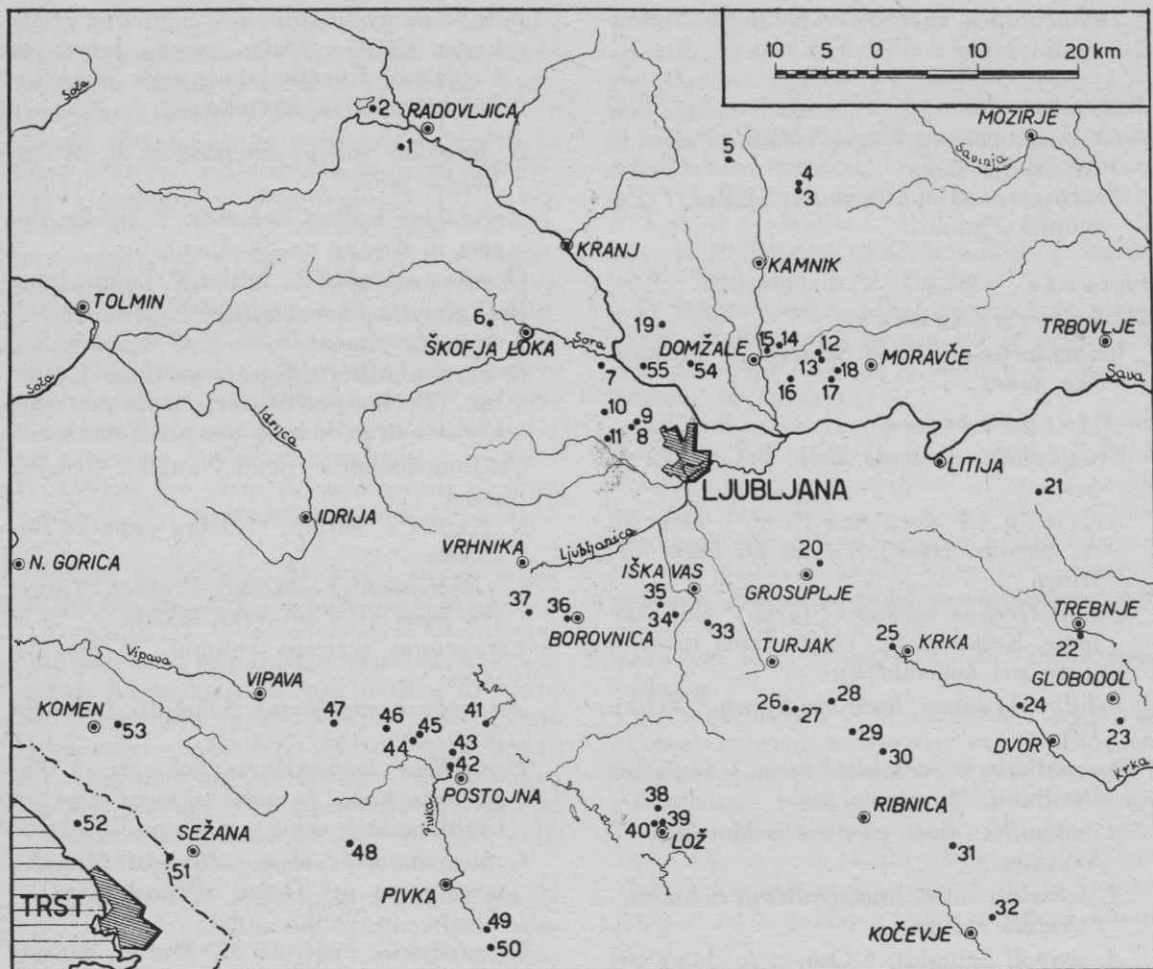 10 5 0 10 20 km
Soča
2
RADOVLJICA
1
MOZIRJE
Savinja
5
4
3
KRANJ
KAMNIK
TOLMIN
6
ŠKOFJA LOKA
Sora
19
DOMŽALE
15 14
12
13
18
MORAVČE
TRBOVLJE
Sava
7
55
54
16
17
Soča
Idrijca
10
9
8
11
LJUBLJANA
LITIJA
21
IDRIJA
N. GORICA
VRHNIKA
Ljubljanica
IŠKA VAS
20
GROSUPLJE
37
36
BOROVNICA
35
34
33
TURJAK
25
KRKA
TREBNJE
22
Vipava
VIPAVA
GLOBODOL
KOMEN
53
47
46
45
44
41
26
27
28
24
23
DVOR
43
42
POSTOJNA
29
30
Krka
Pivka
38
39
40
LOŽ
RIBNICA
52
SEŽANA
51
48
31
TRST
PIVKA
49
50
32
KOČEVJE